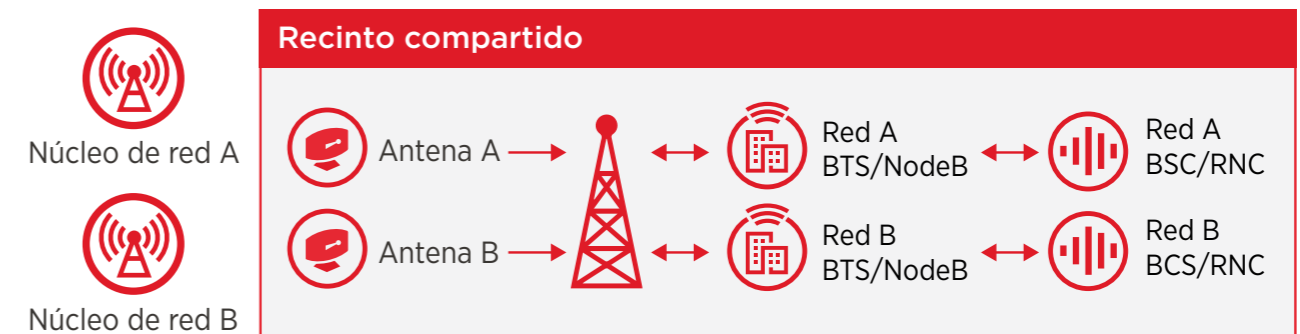 Recinto compartido
Núcleo de red A
Núcleo de red B
Antena A
Red A
BTS/NodeB
Red A
BSC/RNC
Antena B
Red B
BTS/NodeB
Red B
BCS/RNC